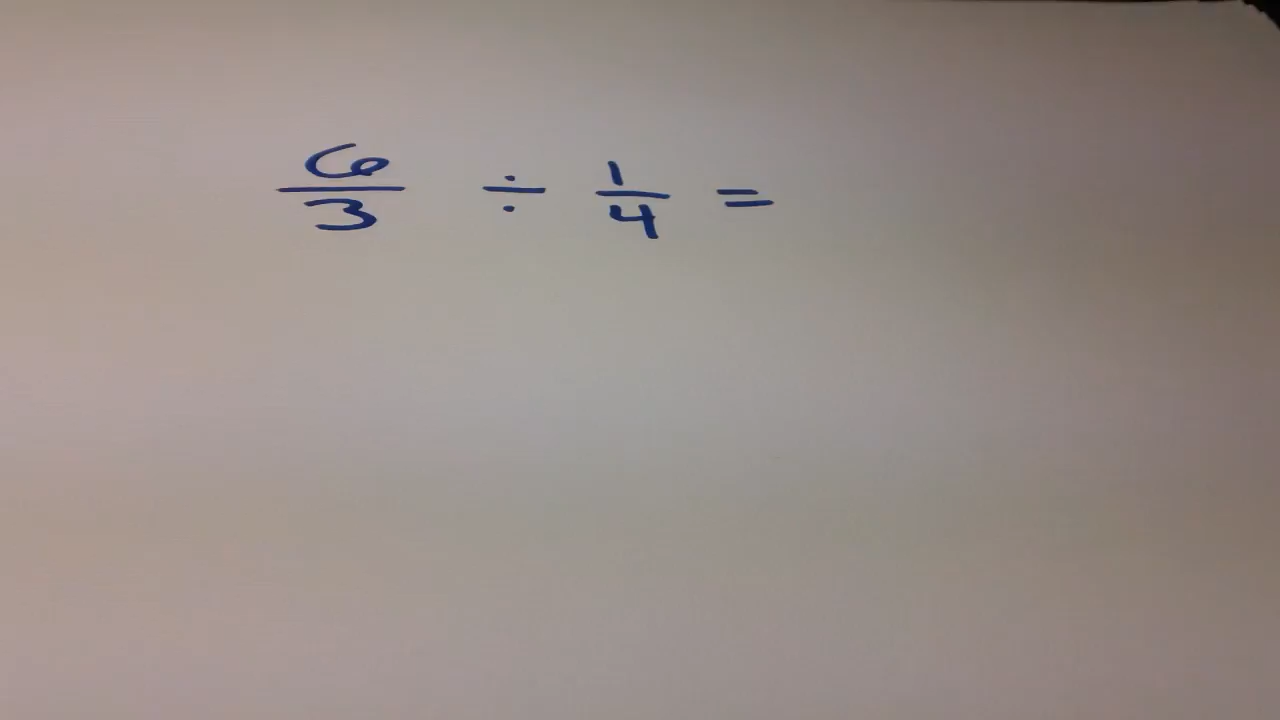 6/3 ÷ 1/4 =